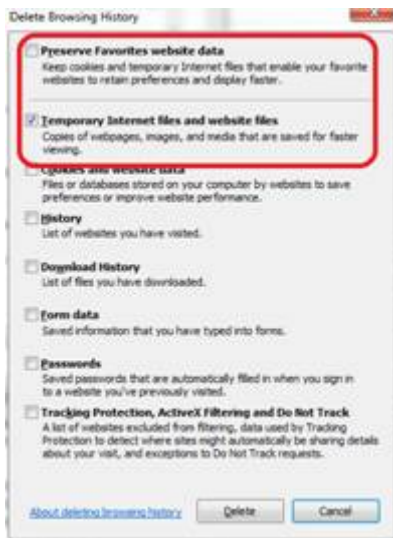 Delete Browsing History
Preserve Favorites website data
Keep cookies and temporary Internet files that enable your favorite
websites to retain preferences and display faster.
Temporary Internet files and website files
Copies of webpages, images, and media that are saved for faster
viewing.
Cookies and website data
Files or databases stored on your computer by websites to save
preferences or improve website performance.
History
List of websites you have visited.
Download History
List of files you have downloaded.
Form data
Saved information that you have typed into forms.
Passwords
Saved passwords that are automatically filled in when you sign in
to a website you've previously visited.
Tracking Protection, ActiveX Filtering and Do Not Track
A list of websites excluded from filtering, data used by Tracking
Protection to detect where sites might automatically be sharing details
about your visit, and exceptions to Do Not Track requests.
About deleting browsing history
Delete
Cancel